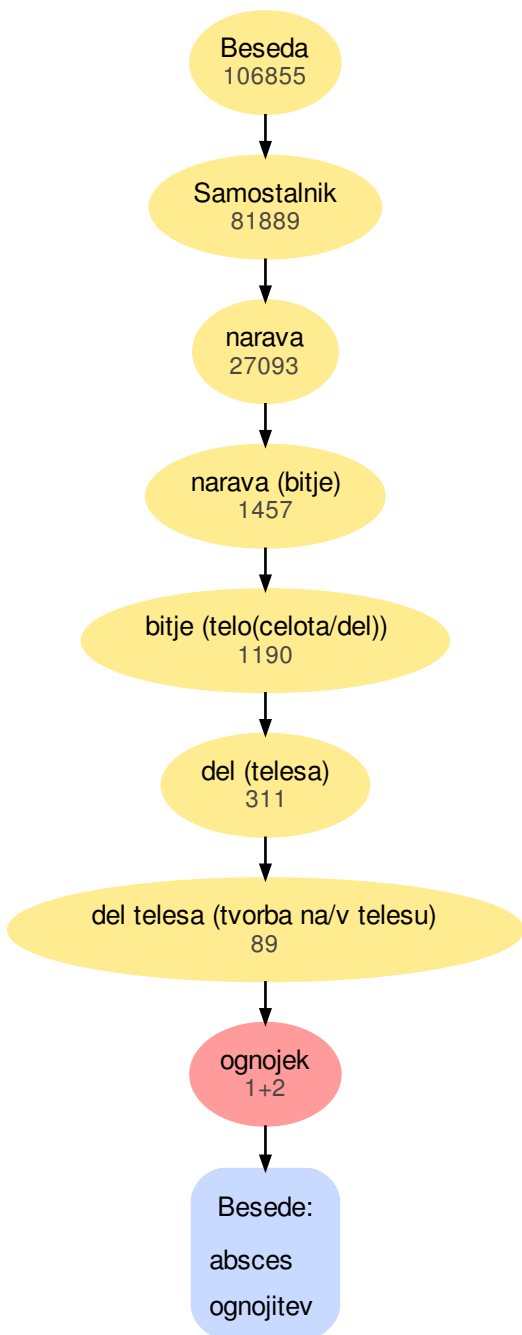 Beseda
106855
Samostalnik
81889
narava
27093
narava (bitje)
1457
bitje (telo(celota/del))
1190
del (telesa)
311
del telesa (tvorba na/v telesu)
89
ognojek
1+2
Besede:
absces
ognojitev